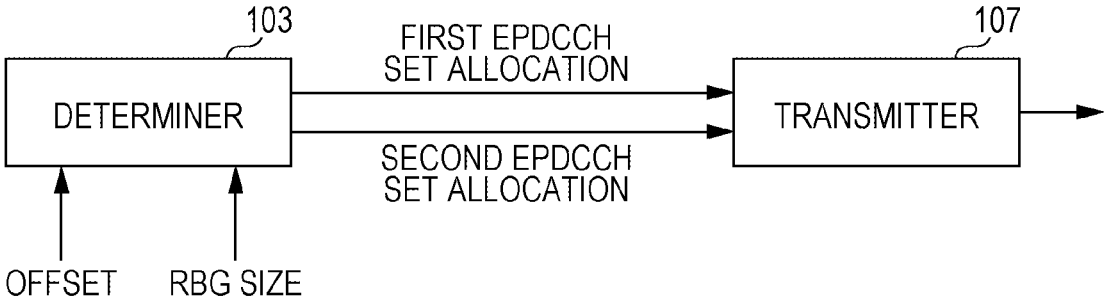 103
FIRST EPDCCH
SET ALLOCATION
107
DETERMINER
TRANSMITTER
SECOND EPDCCH
SET ALLOCATION
OFFSET
RBG SIZE